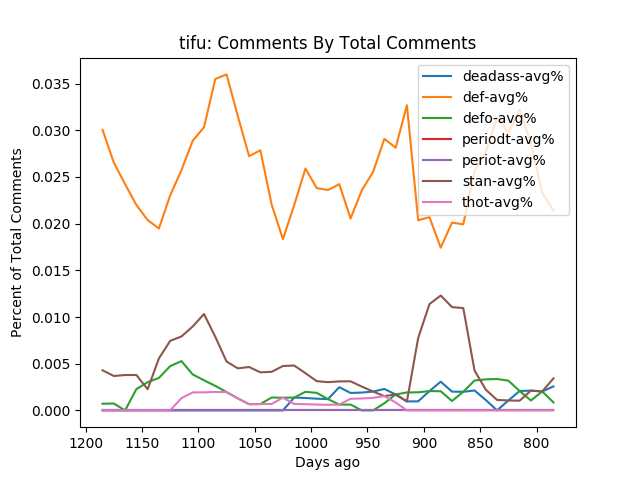 tifu: Comments By Total Comments
Percent of Total Comments
0.035
0.030
0.025
0.020
0.015
0.010
0.005
0.000
deadass-avg%
def-avg%
defo-avg%
periodt-avg%
periot-avg%
stan-avg%
thot-avg%
1200 1150 1100 1050 1000 950 900 850 800
Days ago